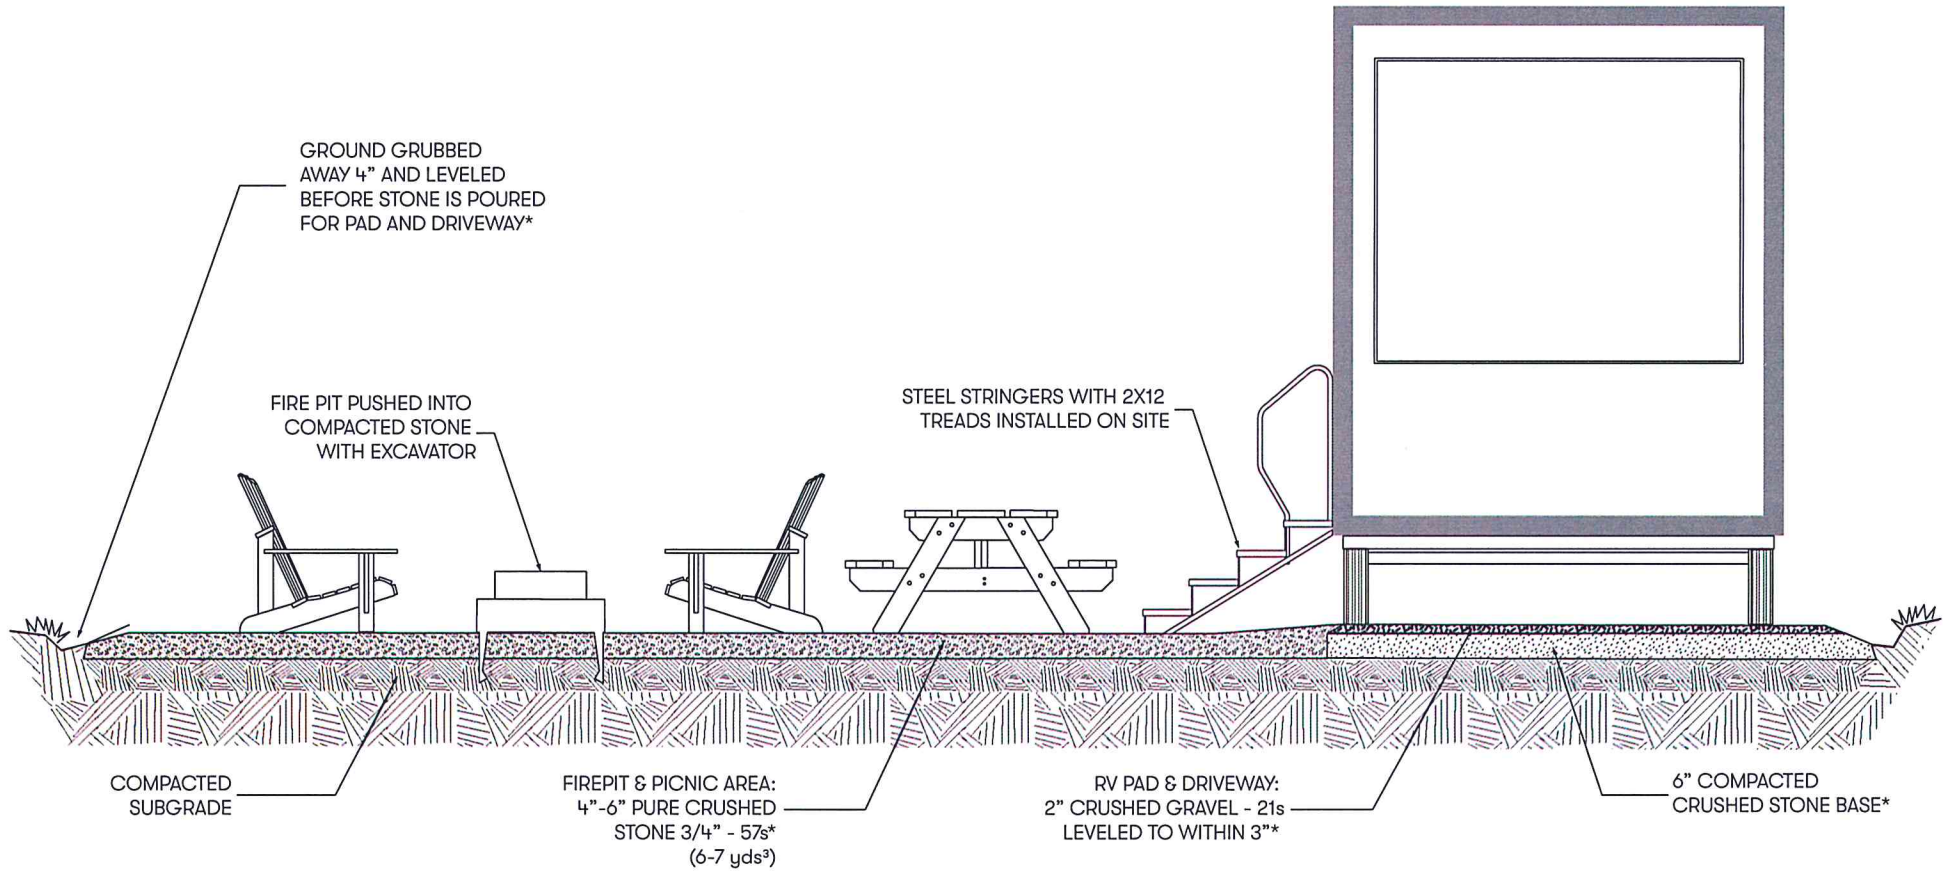 GROUND GRUBBED
AWAY 4” AND LEVELED
BEFORE STONE IS POURED
FOR PAD AND DRIVEWAY*
FIRE PIT PUSHED INTO
COMPACTED STONE
WITH EXCAVATOR
STEEL STRINGERS WITH 2X12
TREADS INSTALLED ON SITE
COMPACTED
SUBGRADE
FIREPIT & PICNIC AREA:
4”-6” PURE CRUSHED
STONE 3/4” - 57s*
(6-7 yds³)
RV PAD & DRIVEWAY:
2” CRUSHED GRAVEL - 21s
LEVELED TO WITHIN 3”*
6” COMPACTED
CRUSHED STONE BASE*